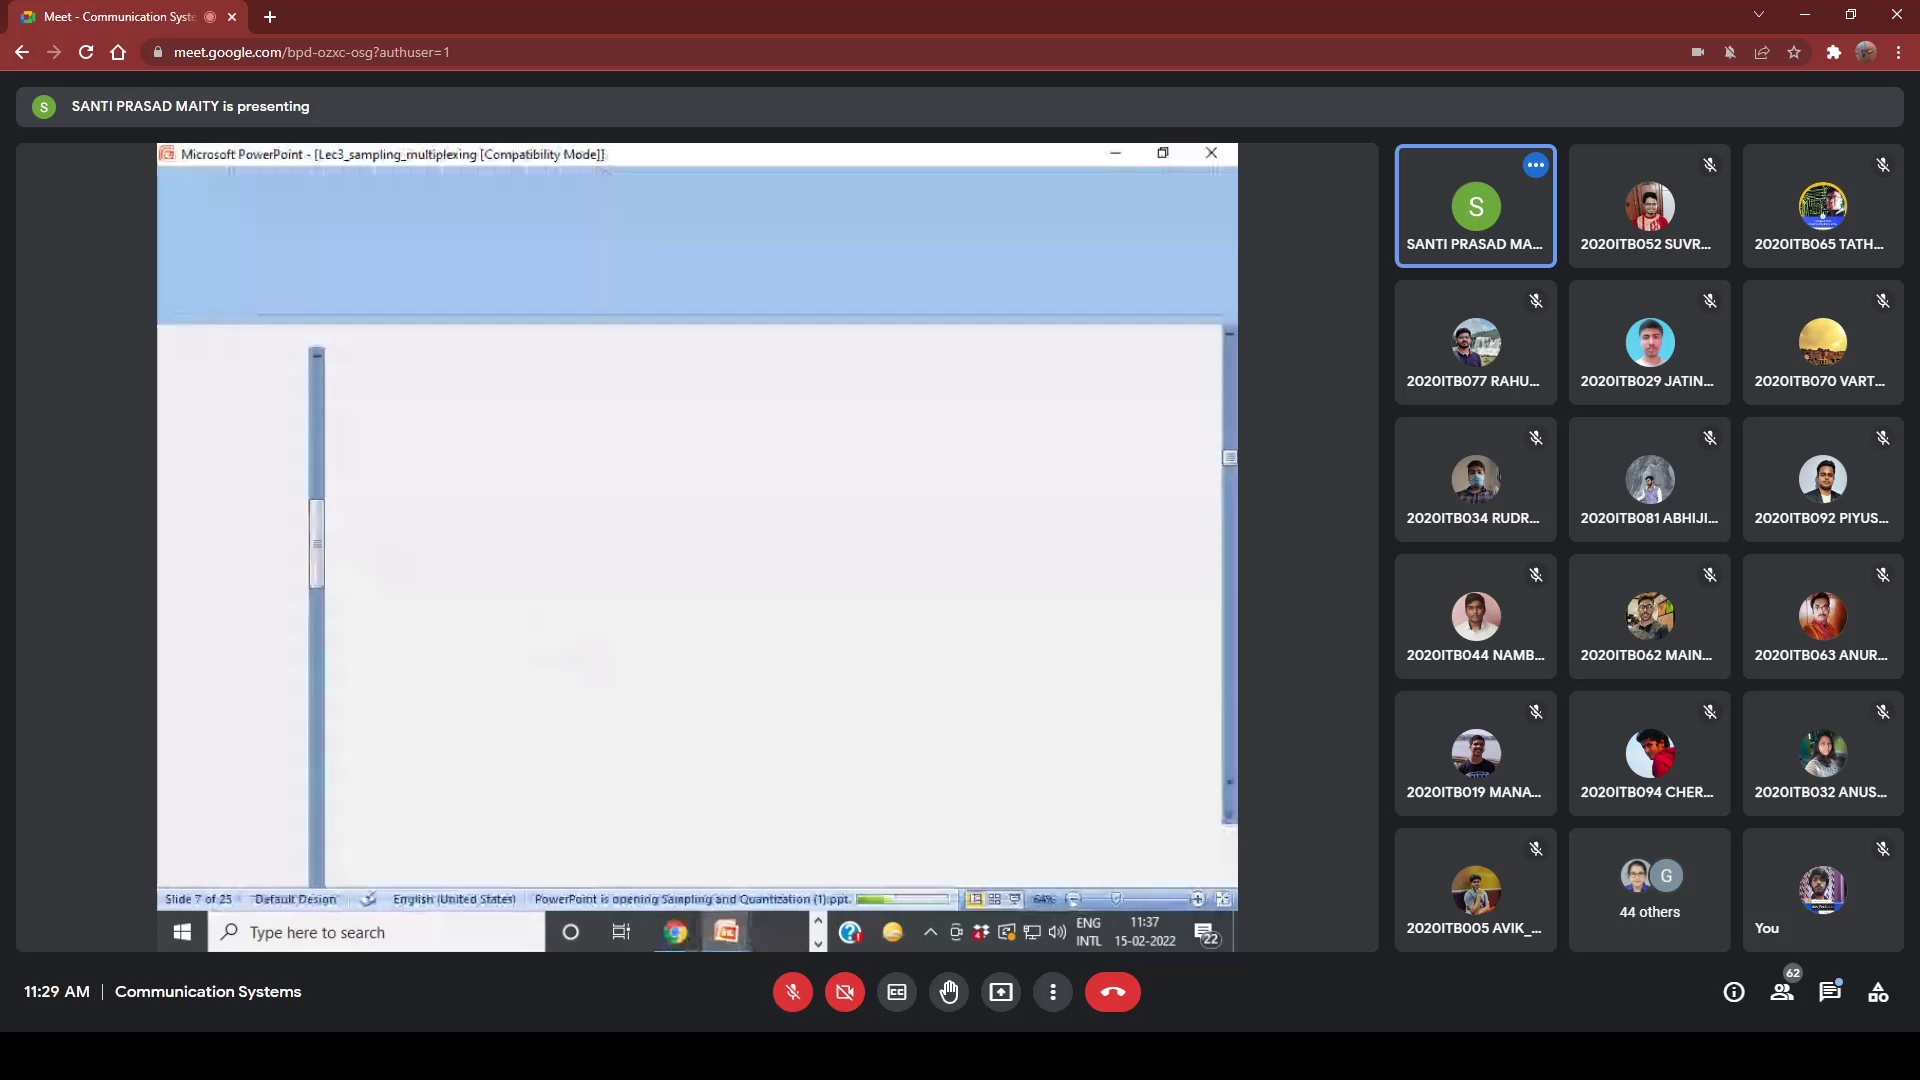 Meet - Communication Syste
meet.google.com/bpd-ozxc-osg?authuser=1
S
SANTI PRASAD MAITY is presenting
Microsoft PowerPoint - [Lec3_sampling_multiplexing [Compatibility Mode]]
S
SANTI PRASAD MA...
2020ITB052 SUVR...
2020ITB065 TATH...
2020ITB077 RAHU...
2020ITB029 JATIN...
2020ITB070 VART...
2020ITB034 RUDR...
2020ITB081 ABHIJI...
2020ITB092 PIYUS...
2020ITB044 NAMB...
2020ITB062 MAIN...
2020ITB063 ANUR...
2020ITB019 MANA...
2020ITB094 CHER...
2020ITB032 ANUS...
2020ITB005 AVIK_...
G
44 others
You
Slide 7 of 25
"Default Design"
English (United States)
PowerPoint is opening Sampling and Quantization (1).ppt.
64%
Type here to search
ENG
INTL
11:37
15-02-2022
22
11:29 AM | Communication Systems
62